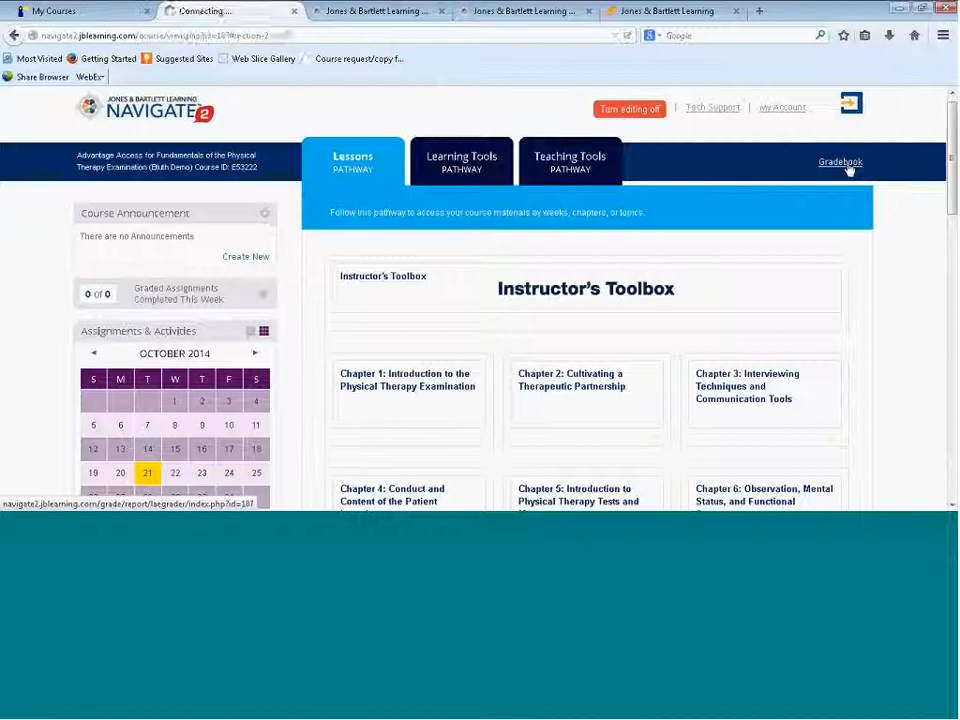 My Courses
Connecting...
Jones & Bartlett Learning ...
Jones & Bartlett Learning ...
Jones & Bartlett Learning
Google
Most Visited
Getting Started
Suggested Sites
Web Slice Gallery
Course request/copy f...
Share Browser
WebEx
JONES & BARTLETT LEARNING
NAVIGATE 2
Turn editing off
Tech Support
My Account
Advantage Access for Fundamentals of the Physical
Therapy Examination (Bluth Demo) Course ID: E53222
Lessons
PATHWAY
Learning Tools
PATHWAY
Teaching Tools
PATHWAY
Gradebook
Follow this pathway to access your course materials by weeks, chapters, or topics.
Course Announcement
There are no Announcements
Create New
0 of 0
Graded Assignments
Completed This Week
Assignments & Activities
OCTOBER 2014
S M T W T F S
1 2 3 4
5 6 7 8 9 10 11
12 13 14 15 16 17 18
19 20 21 22 23 24 25
Instructor's Toolbox
Instructor's Toolbox
Chapter 1: Introduction to the
Physical Therapy Examination
Chapter 2: Cultivating a
Therapeutic Partnership
Chapter 3: Interviewing
Techniques and
Communication Tools
Chapter 4: Conduct and
Content of the Patient
Chapter 5: Introduction to
Physical Therapy Tests and
Chapter 6: Observation, Mental
Status, and Functional
navigate2.jblearning.com/grade/report/laegrader/index.php?id=187